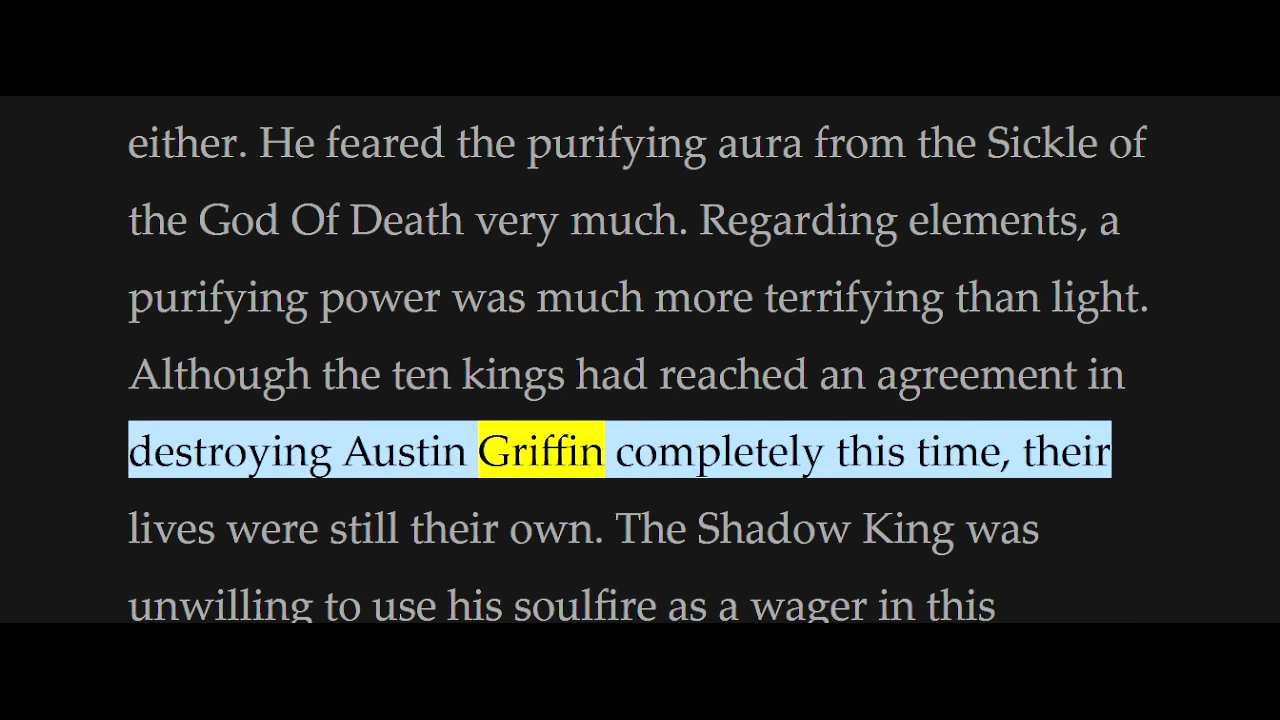 either. He feared the purifying aura from the Sickle of
the God Of Death very much. Regarding elements, a
purifying power was much more terrifying than light.
Although the ten kings had reached an agreement in
destroying Austin Griffin completely this time, their
lives were still their own. The Shadow King was
unwilling to use his soulfire as a wager in this